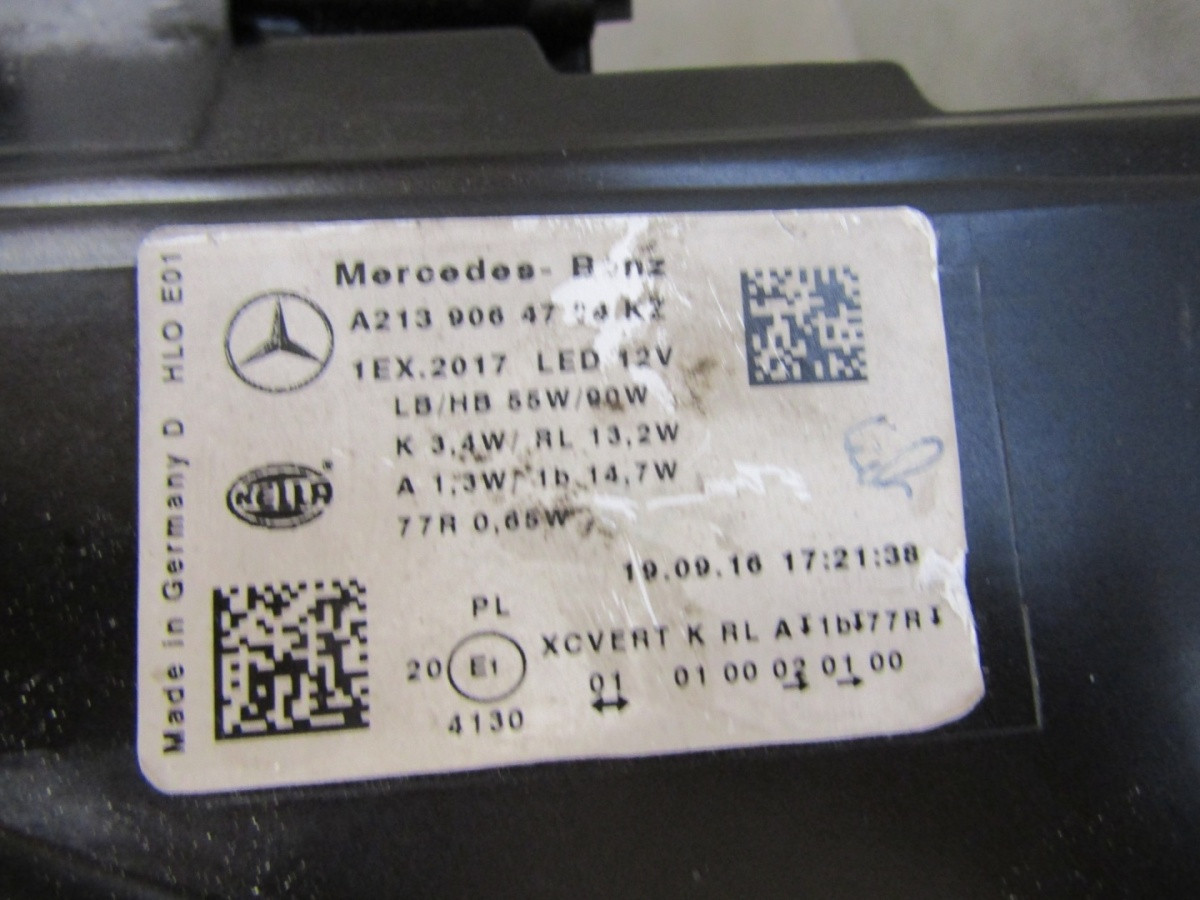 Made in Germany D HLO E01
Mercedes-Benz
A213 906 47 04 KZ
1EX.2017 LED 12V
LB/HB 55W/90W
K 3,4W/ RL 13,2W
A 1,3W/ 1b 14,7W
77R 0,65W
HELLA
19.09.16 17:21:38
PL
XCVERT K RL A⬇1b⬇77R⬇
20 E1
01 01 00 02 01 00
↔ → →
4130